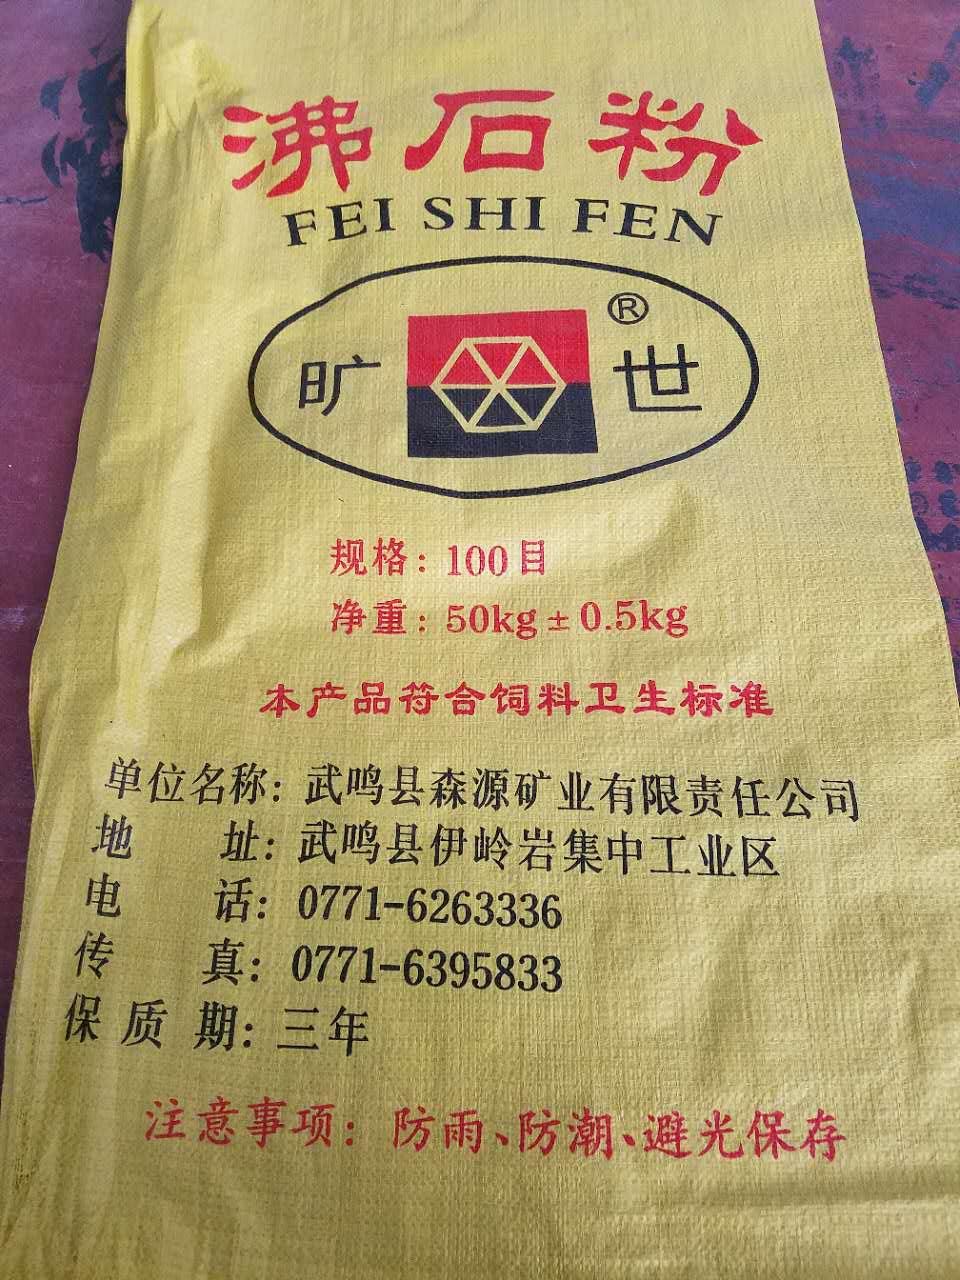 沸石粉
FEI SHI FEN
旷世®
规格：100目
净重：50kg±0.5kg
本产品符合饲料卫生标准
单位名称：武鸣县森源矿业有限责任公司
地 址：武鸣县伊岭岩集中工业区
电 话：0771-6263336
传 真：0771-6395833
保 质 期：三年
注意事项：防雨、防潮、避光保存